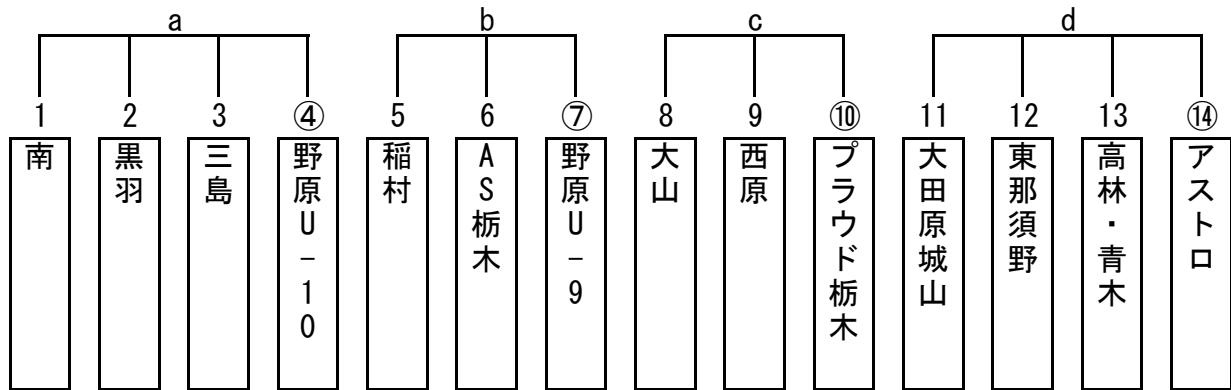 a b c d
1 2 3 ④ 5 6 ⑦ 8 9 ⑩ 11 12 13 ⑭
南
黒羽
三島
野原U-10
稲村
AS栃木
野原U-9
大山
西原
プラウド栃木
大田原城山
東那須野
高林・青木
アストロ